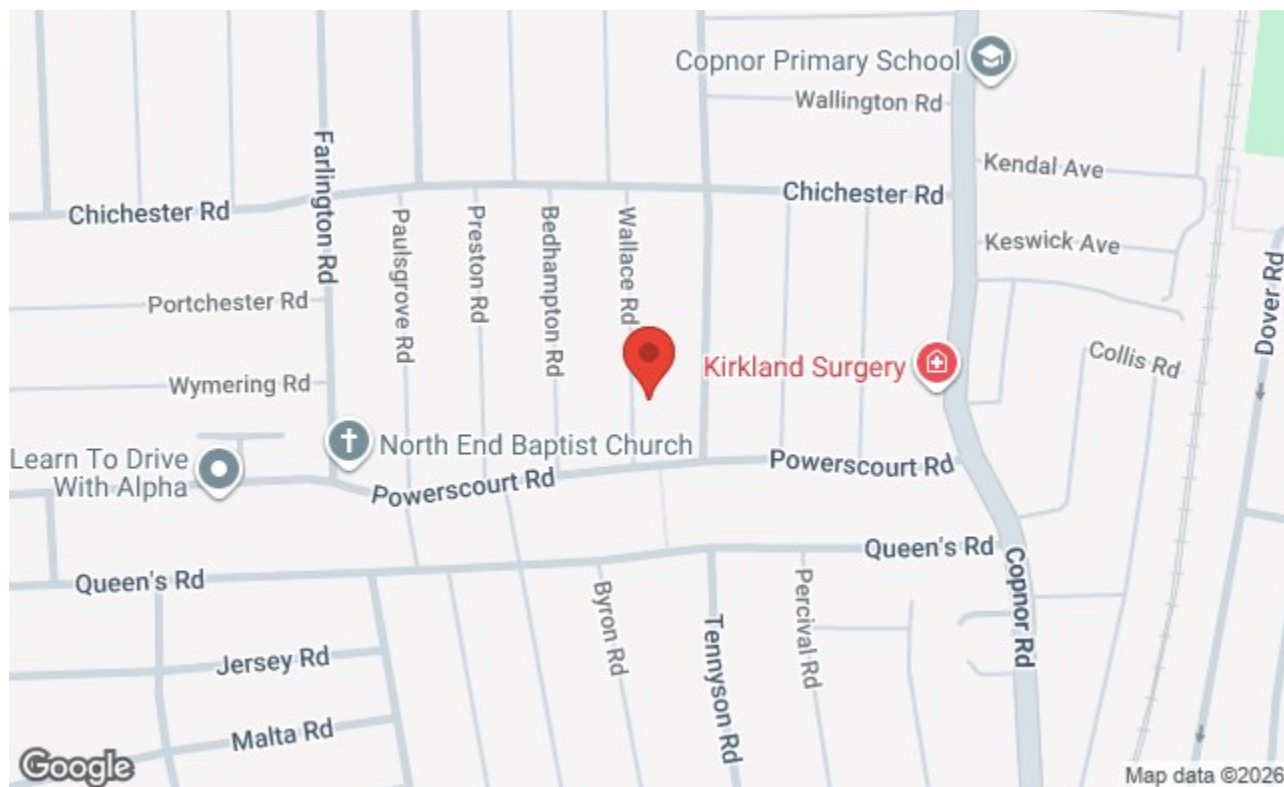 Copnor Primary School
Wallington Rd
Farlington Rd
Kendal Ave
Chichester Rd
Chichester Rd
Paulsgrove Rd
Preston Rd
Bedhampton Rd
Wallace Rd
Keswick Ave
Dover Rd
Portchester Rd
Collis Rd
Kirkland Surgery
Wymering Rd
North End Baptist Church
Learn To Drive
With Alpha
Powerscourt Rd
Powerscourt Rd
Queen's Rd
Queen's Rd
Copnor Rd
Byron Rd
Percival Rd
Tennyson Rd
Jersey Rd
Malta Rd
Google
Map data ©2026